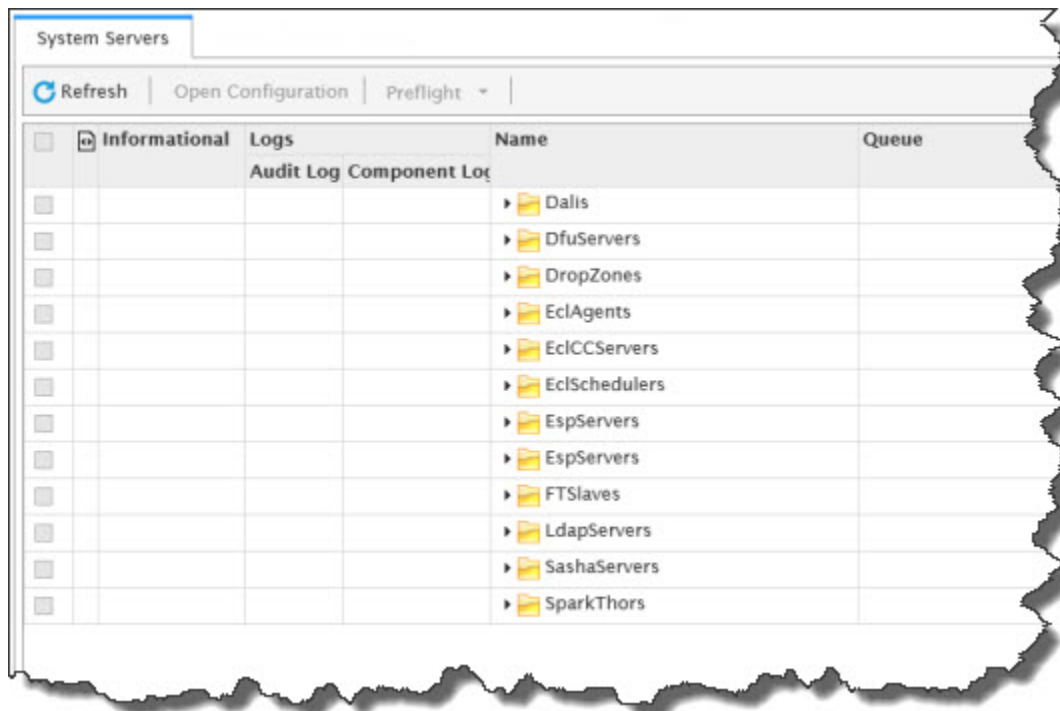 System Servers
Refresh Open Configuration Preflight
Informational Logs Name Queue
Audit Log Component Log
Dalis
DfuServers
DropZones
EclAgents
EclCCServers
EclSchedulers
EspServers
EspServers
FTSlaves
LdapServers
SashaServers
SparkThors